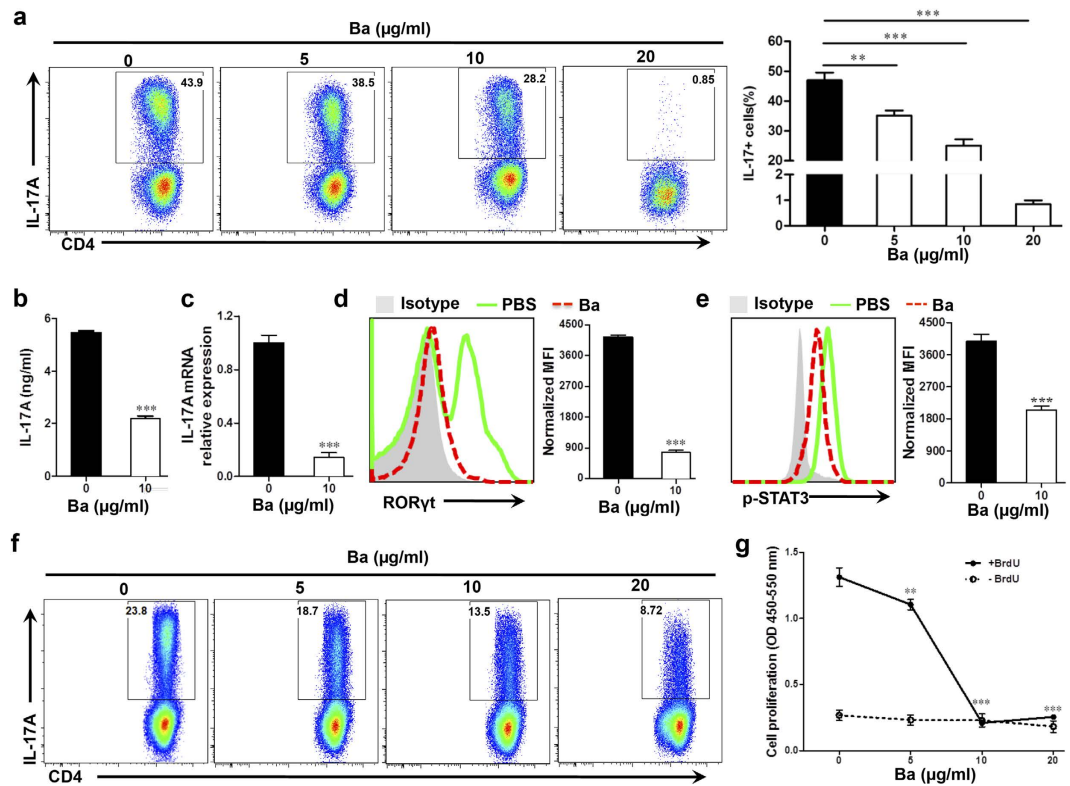 a
Ba (µg/ml)
0 5 10 20
43.9 38.5 28.2 0.85
IL-17A
CD4
*** 
***
**
IL-17+ cells(%)
60
50
40
30
20
2
1
0
0 5 10 20
Ba (µg/ml)
b
IL-17A (ng/ml)
6
4
2
0
***
0 10
Ba (µg/ml)
c
IL-17A mRNA
relative expression
1.2
0.8
0.4
0.0
***
0 10
Ba (µg/ml)
d
Isotype PBS Ba
RORγt
Normalized MFI
4500
3600
2700
1800
900
0
***
0 10
Ba (µg/ml)
e
Isotype PBS Ba
p-STAT3
Normalized MFI
4500
3600
2700
1800
900
0
***
0 10
Ba (µg/ml)
f
Ba (µg/ml)
0 5 10 20
23.8 18.7 13.5 8.72
IL-17A
CD4
g
Cell proliferation (OD 450-550 nm)
1.5
1.0
0.5
0.0
+BrdU
- BrdU
**
*** ***
0 5 10 20
Ba (µg/ml)